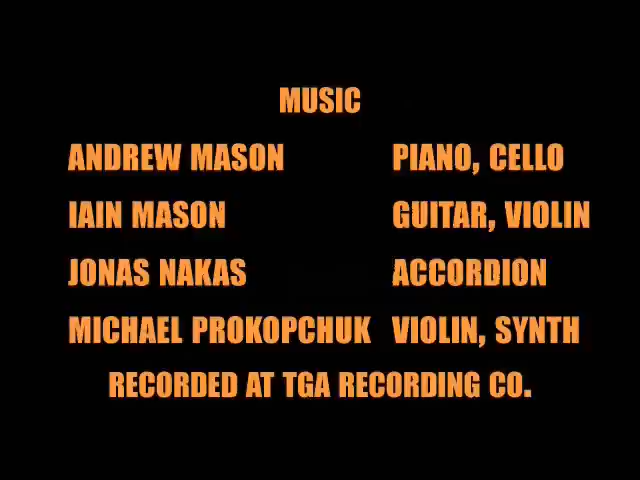 MUSIC
ANDREW MASON PIANO, CELLO
IAIN MASON GUITAR, VIOLIN
JONAS NAKAS ACCORDION
MICHAEL PROKOPCHUK VIOLIN, SYNTH
RECORDED AT TGA RECORDING CO.